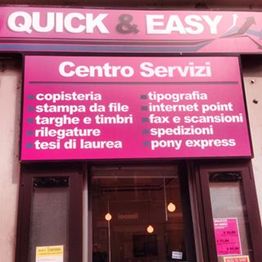 QUICK & EASY
Centro Servizi
copisteria
stampa da file
targhe e timbri
rilegature
tesi di laurea
tipografia
internet point
fax e scansioni
spedizioni
pony express